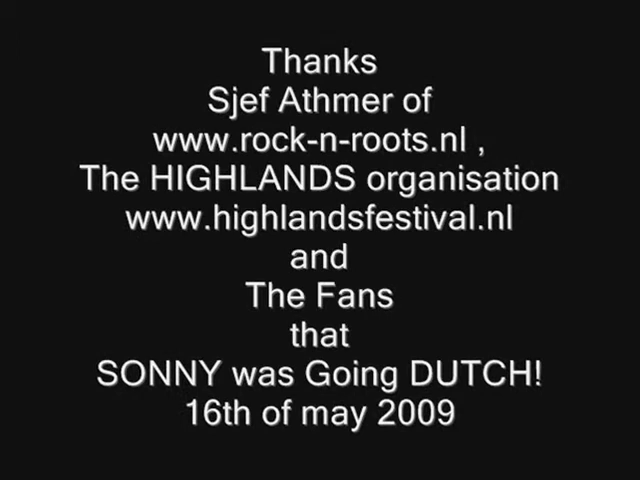 Thanks
Sjef Athmer of
www.rock-n-roots.nl ,
The HIGHLANDS organisation
www.highlandsfestival.nl
and
The Fans
that
SONNY was Going DUTCH!
16th of may 2009